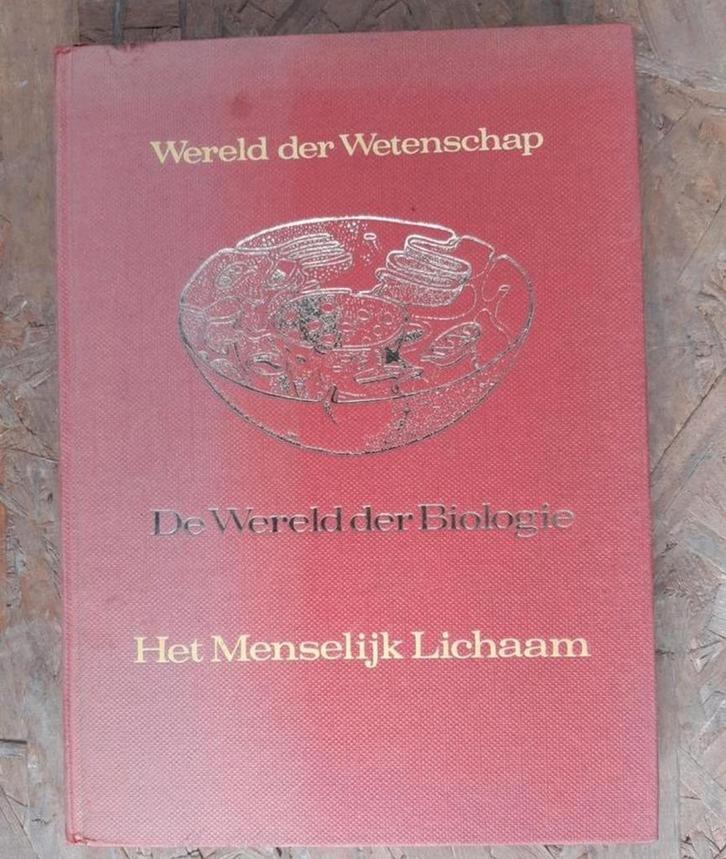 Wereld der Wetenschap
De Wereld der Biologie
Het Menselijk Lichaam